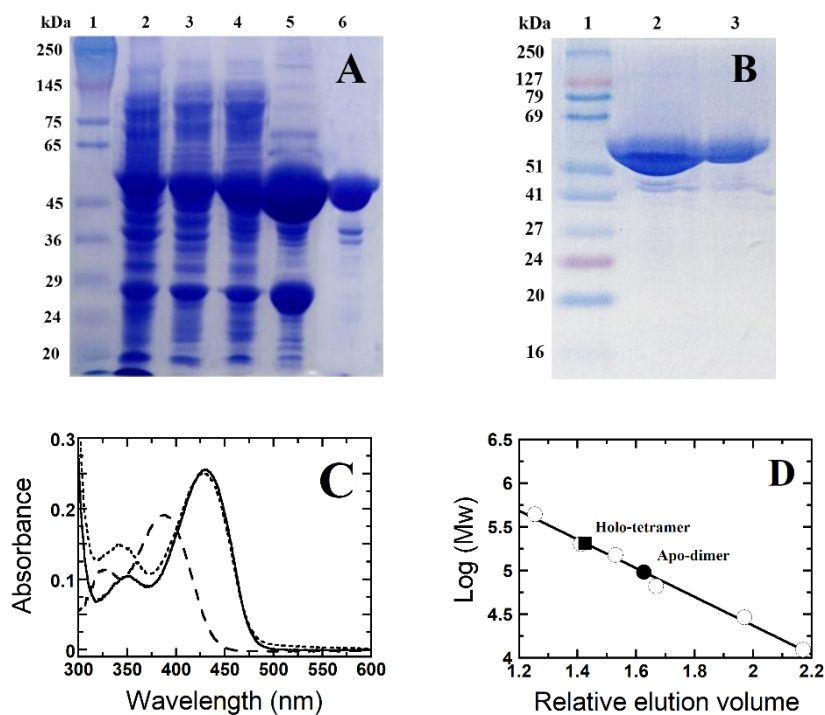 kDa 1 2 3 4 5 6
250
145
75
65
45
36
29
24
20
A
kDa 1 2 3
250
127
79
69
51
41
27
24
20
16
B
0.3
0.2
0.1
0
300 350 400 450 500 550 600
Absorbance
Wavelength (nm)
C
6.5
6
5.5
5
4.5
4
1.2 1.4 1.6 1.8 2 2.2
Log (Mw)
Relative elution volume
Holo-tetramer
Apo-dimer
D